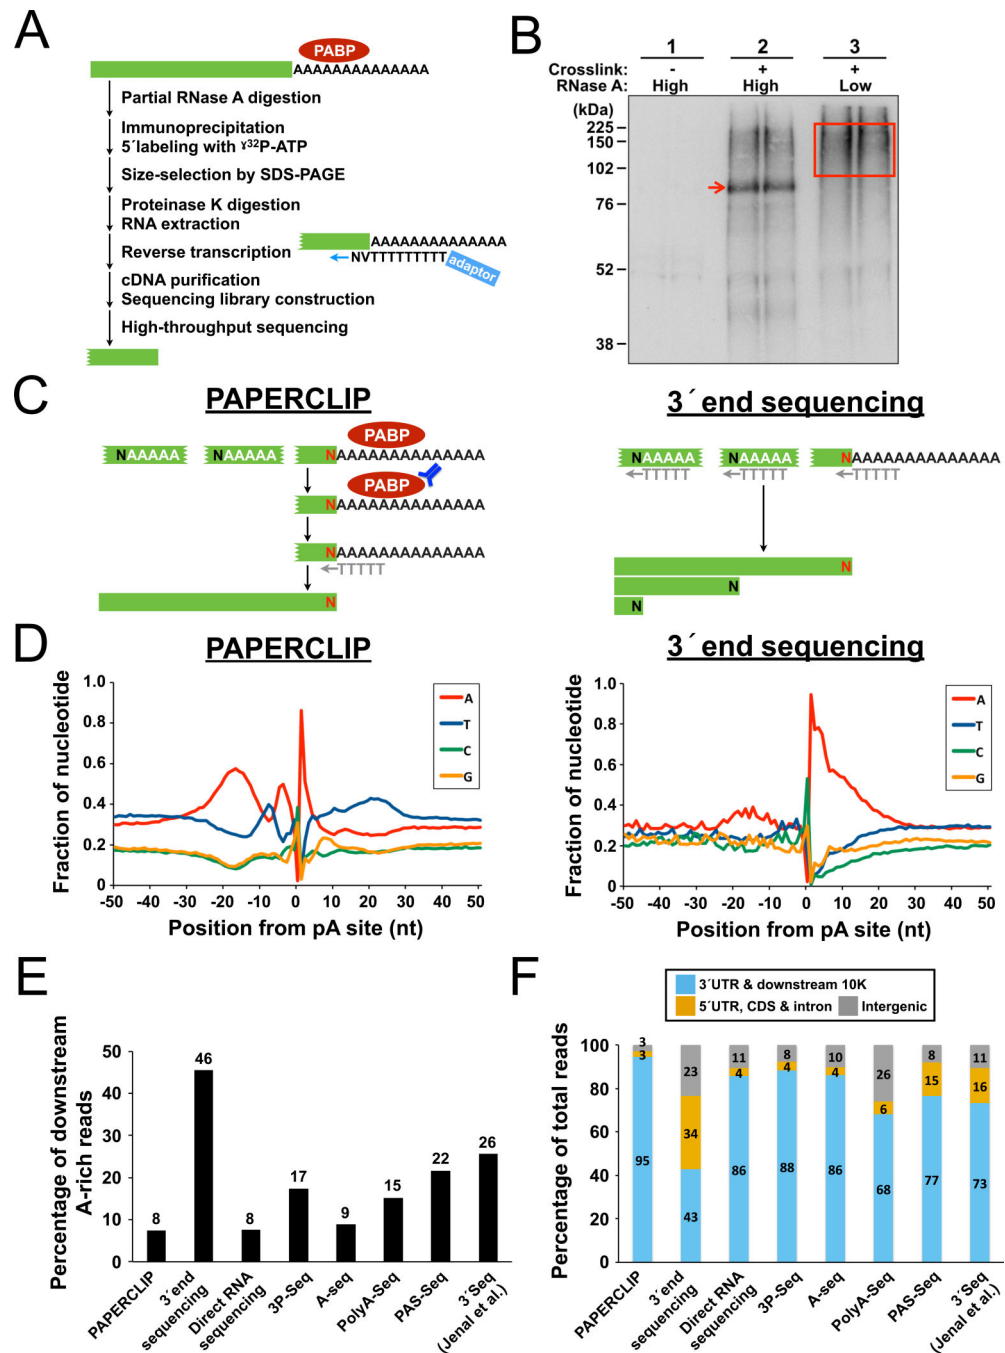 A
PABP
AAAAAAAAAAAAAA
Partial RNase A digestion
Immunoprecipitation
5´labeling with γ32P-ATP
Size-selection by SDS-PAGE
Proteinase K digestion
RNA extraction
Reverse transcription
AAAAAAAAAAAAAA
NVTTTTTTTTT
adaptor
cDNA purification
Sequencing library construction
High-throughput sequencing
B
1 2 3
Crosslink: - + +
RNase A: High High Low
(kDa)
225
150
102
76
52
38
C
PAPERCLIP
PABP
NAAAAA NAAAAA NAAAAAAAAAAAAAA
PABP
NAAAAAAAAAAAAAA
NAAAAAAAAAAAAAA
TTTTT
N
3´ end sequencing
NAAAAA NAAAAA NAAAAAAAAAAAAAA
TTTTT TTTTT TTTTT
N
N
N
D
PAPERCLIP
Fraction of nucleotide
1.0
0.8
0.6
0.4
0.2
0
A
T
C
G
-50 -40 -30 -20 -10 0 10 20 30 40 50
Position from pA site (nt)
3´ end sequencing
Fraction of nucleotide
1.0
0.8
0.6
0.4
0.2
0
A
T
C
G
-50 -40 -30 -20 -10 0 10 20 30 40 50
Position from pA site (nt)
E
Percentage of downstream
A-rich reads
50
40
30
20
10
0
8 46 8 17 9 15 22 26
PAPERCLIP
3´end
sequencing
Direct RNA
sequencing
3P-Seq
A-seq
PolyA-Seq
PAS-Seq
3´Seq
(Jenal et al.)
F
3´UTR & downstream 10K
5´UTR, CDS & intron
Intergenic
Percentage of total reads
100
80
60
40
20
0
3 23 11 8 10 26 8 11
3 34 4 4 4 6 15 16
95 43 86 88 86 68 77 73
PAPERCLIP
3´end
sequencing
Direct RNA
sequencing
3P-Seq
A-seq
PolyA-Seq
PAS-Seq
3´Seq
(Jenal et al.)